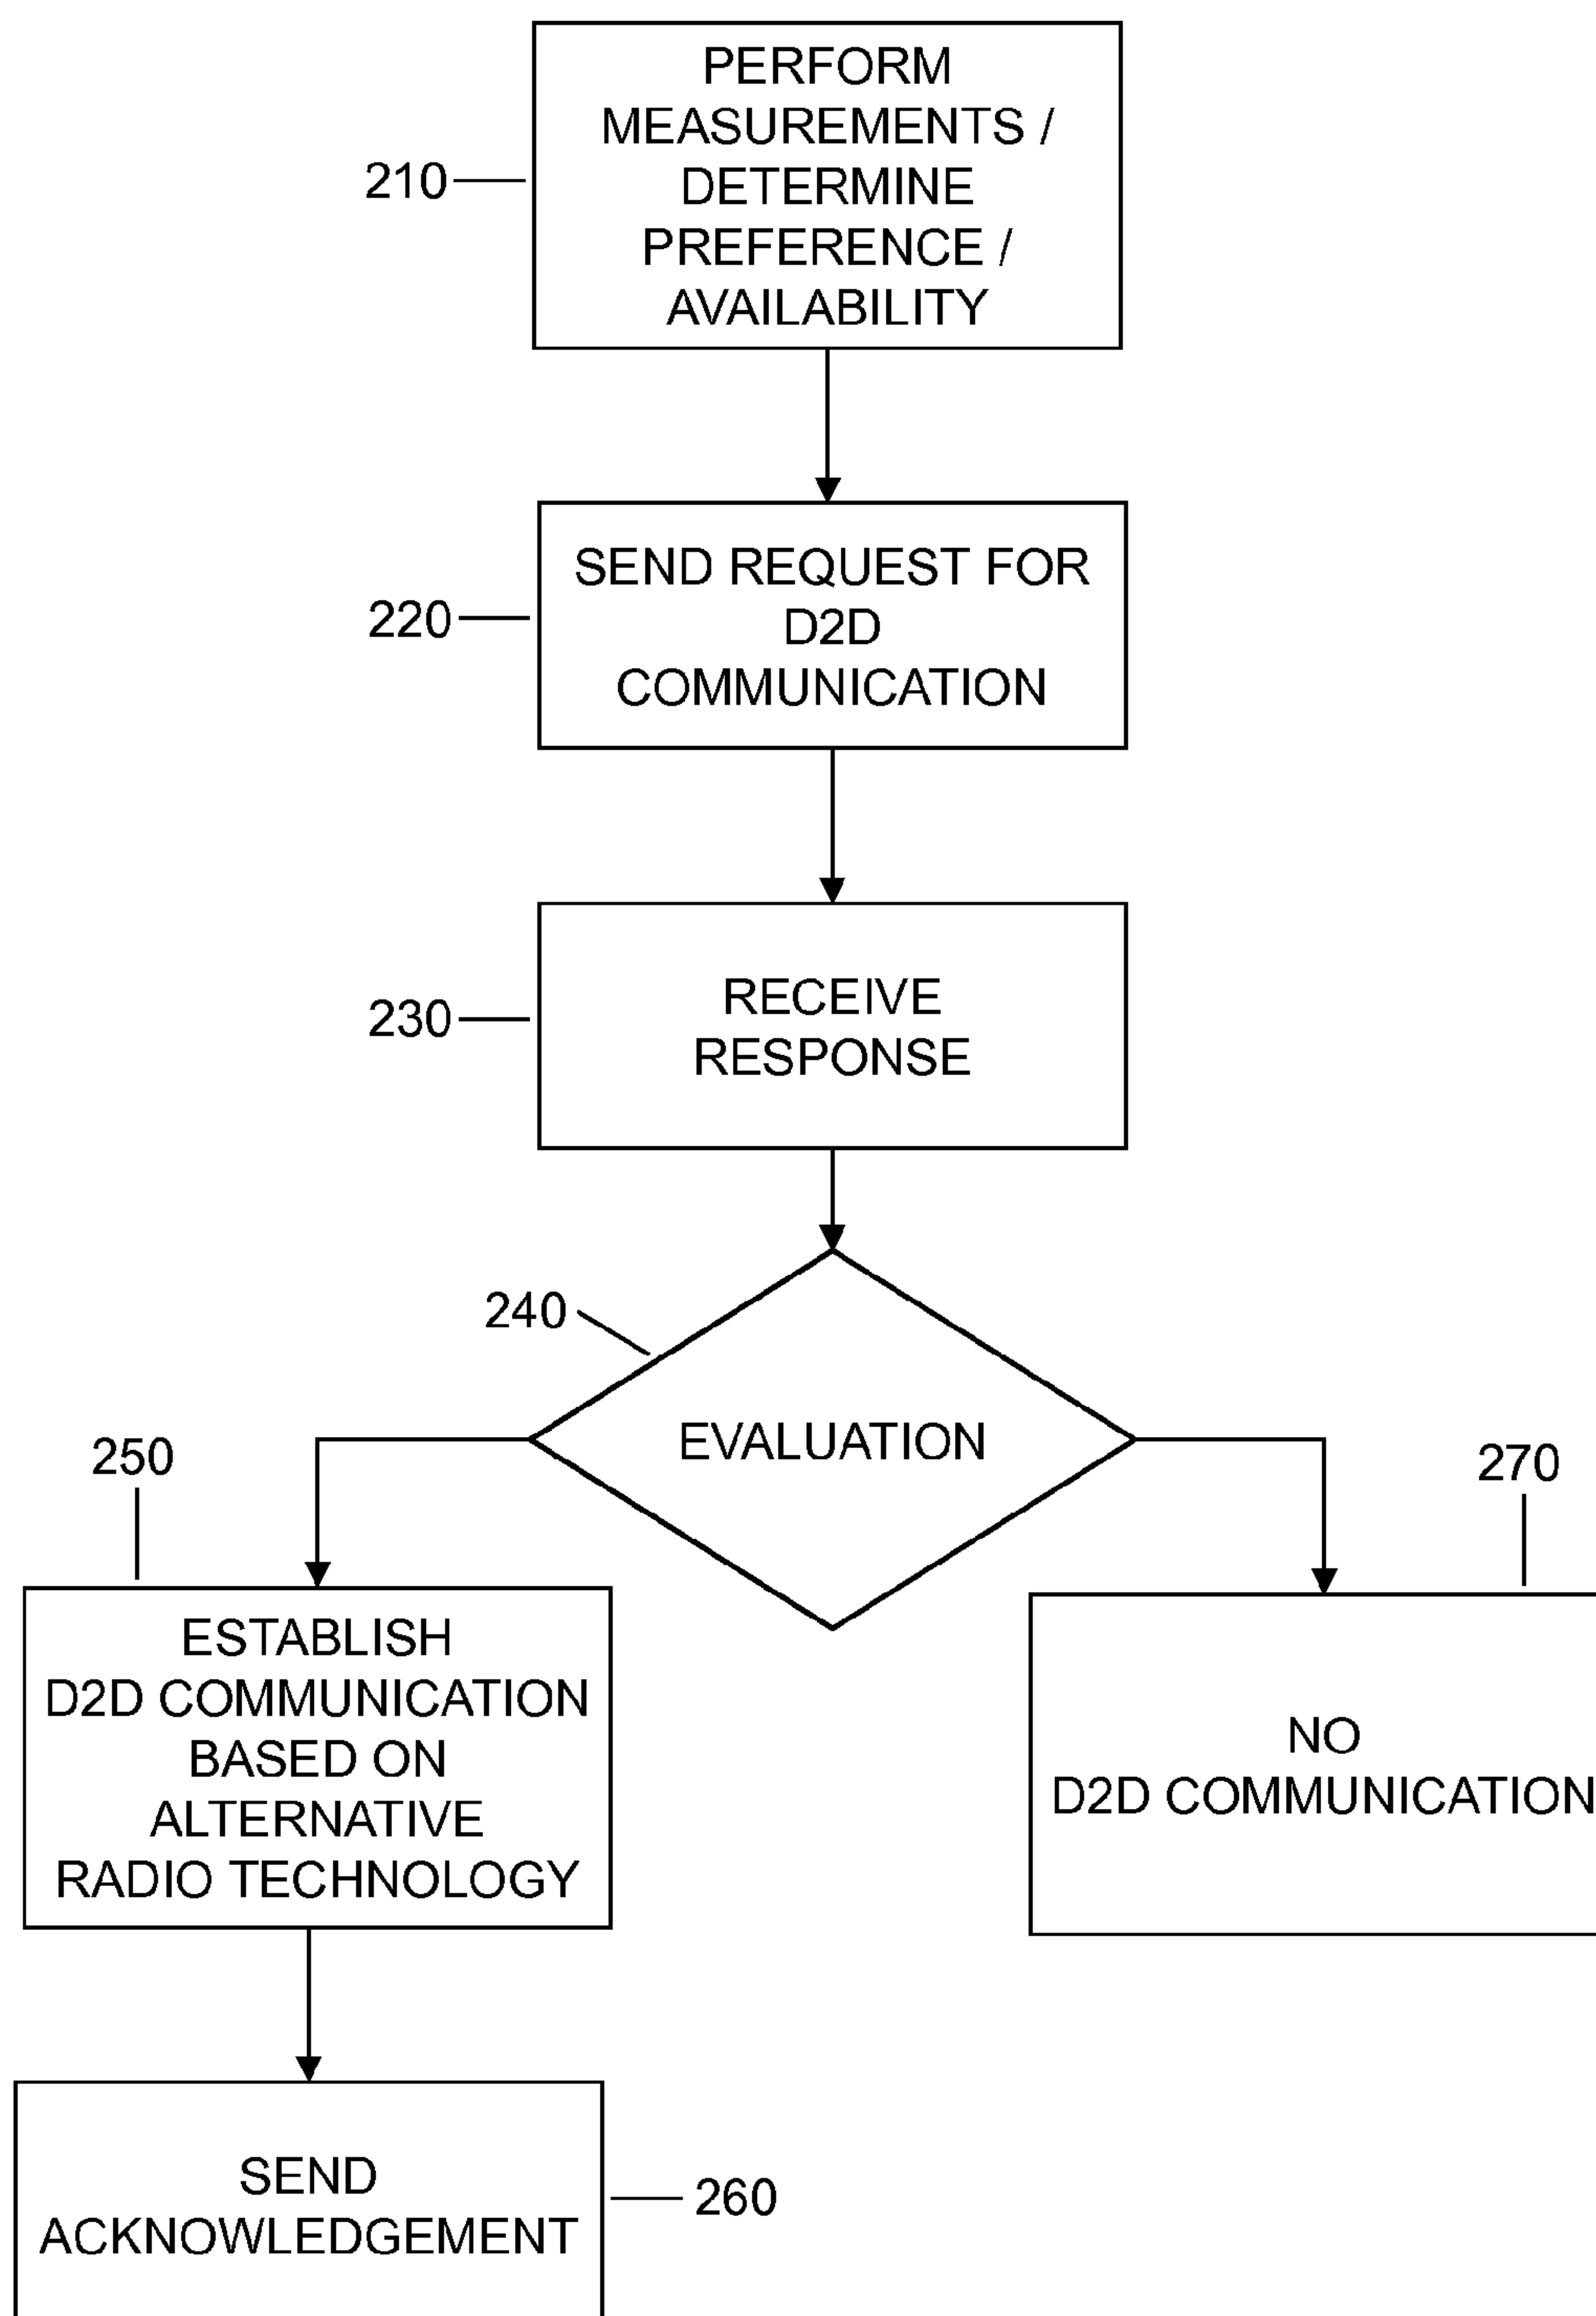 PERFORM
MEASUREMENTS /
DETERMINE
PREFERENCE /
AVAILABILITY
210
SEND REQUEST FOR
D2D
COMMUNICATION
220
RECEIVE
RESPONSE
230
240
EVALUATION
250
270
ESTABLISH
D2D COMMUNICATION
BASED ON
ALTERNATIVE
RADIO TECHNOLOGY
NO
D2D COMMUNICATION
SEND
ACKNOWLEDGEMENT
260